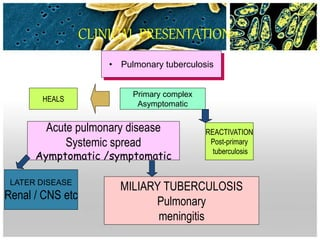 CLINICAL PRESENTATION
• Pulmonary tuberculosis
HEALS
Primary complex
Asymptomatic
Acute pulmonary disease
Systemic spread
Aymptomatic /symptomatic
REACTIVATION
Post-primary
tuberculosis
LATER DISEASE
Renal / CNS etc
MILIARY TUBERCULOSIS
Pulmonary
meningitis